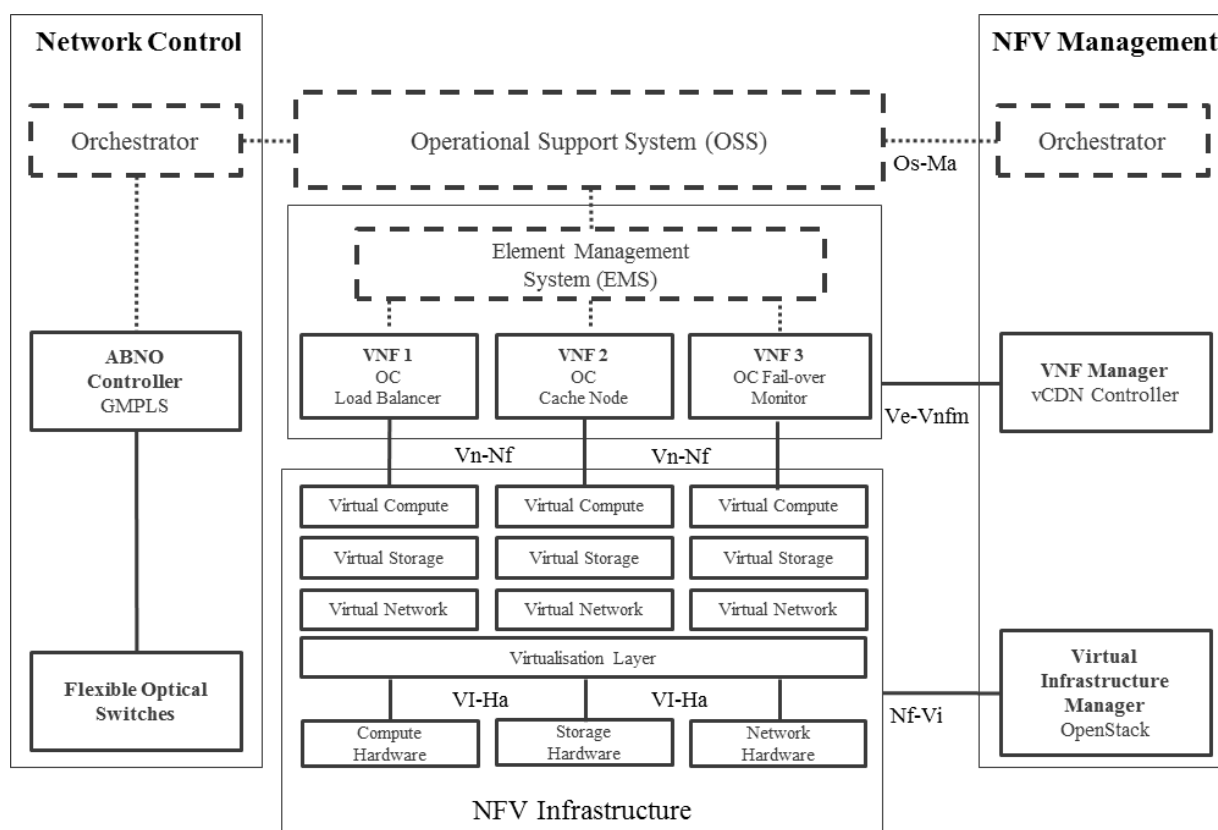 Network Control
NFV Management
Orchestrator
Operational Support System (OSS)
Orchestrator
Os-Ma
Element Management
System (EMS)
ABNO
Controller
GMPLS
VNF 1
OC
Load Balancer
VNF 2
OC
Cache Node
VNF 3
OC Fail-over
Monitor
VNF Manager
vCDN Controller
Ve-Vnfm
Vn-Nf
Vn-Nf
Virtual Compute
Virtual Compute
Virtual Compute
Virtual Storage
Virtual Storage
Virtual Storage
Virtual Network
Virtual Network
Virtual Network
Virtualisation Layer
Flexible Optical
Switches
VI-Ha
VI-Ha
Nf-Vi
Virtual
Infrastructure
Manager
OpenStack
Compute
Hardware
Storage
Hardware
Network
Hardware
NFV Infrastructure